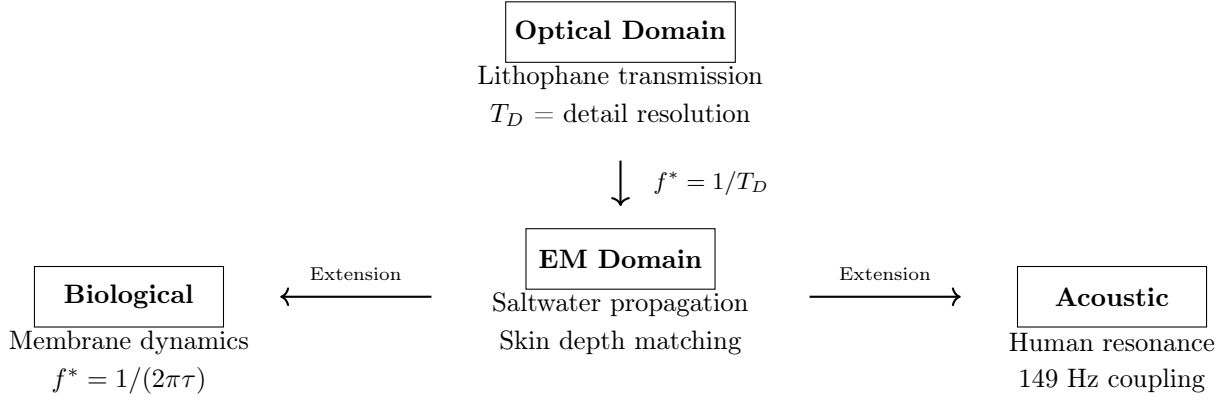 Optical Domain
Lithophane transmission
T_D = detail resolution
f* = 1/T_D
EM Domain
Saltwater propagation
Skin depth matching
Extension
Biological
Membrane dynamics
f* = 1/(2πτ)
Extension
Acoustic
Human resonance
149 Hz coupling